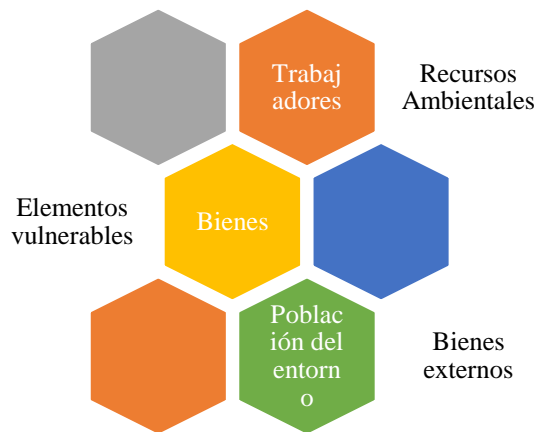 Trabaj
adores
Recursos
Ambientales
Elementos
vulnerables
Bienes
Poblac
ión del
entorn
o
Bienes
externos